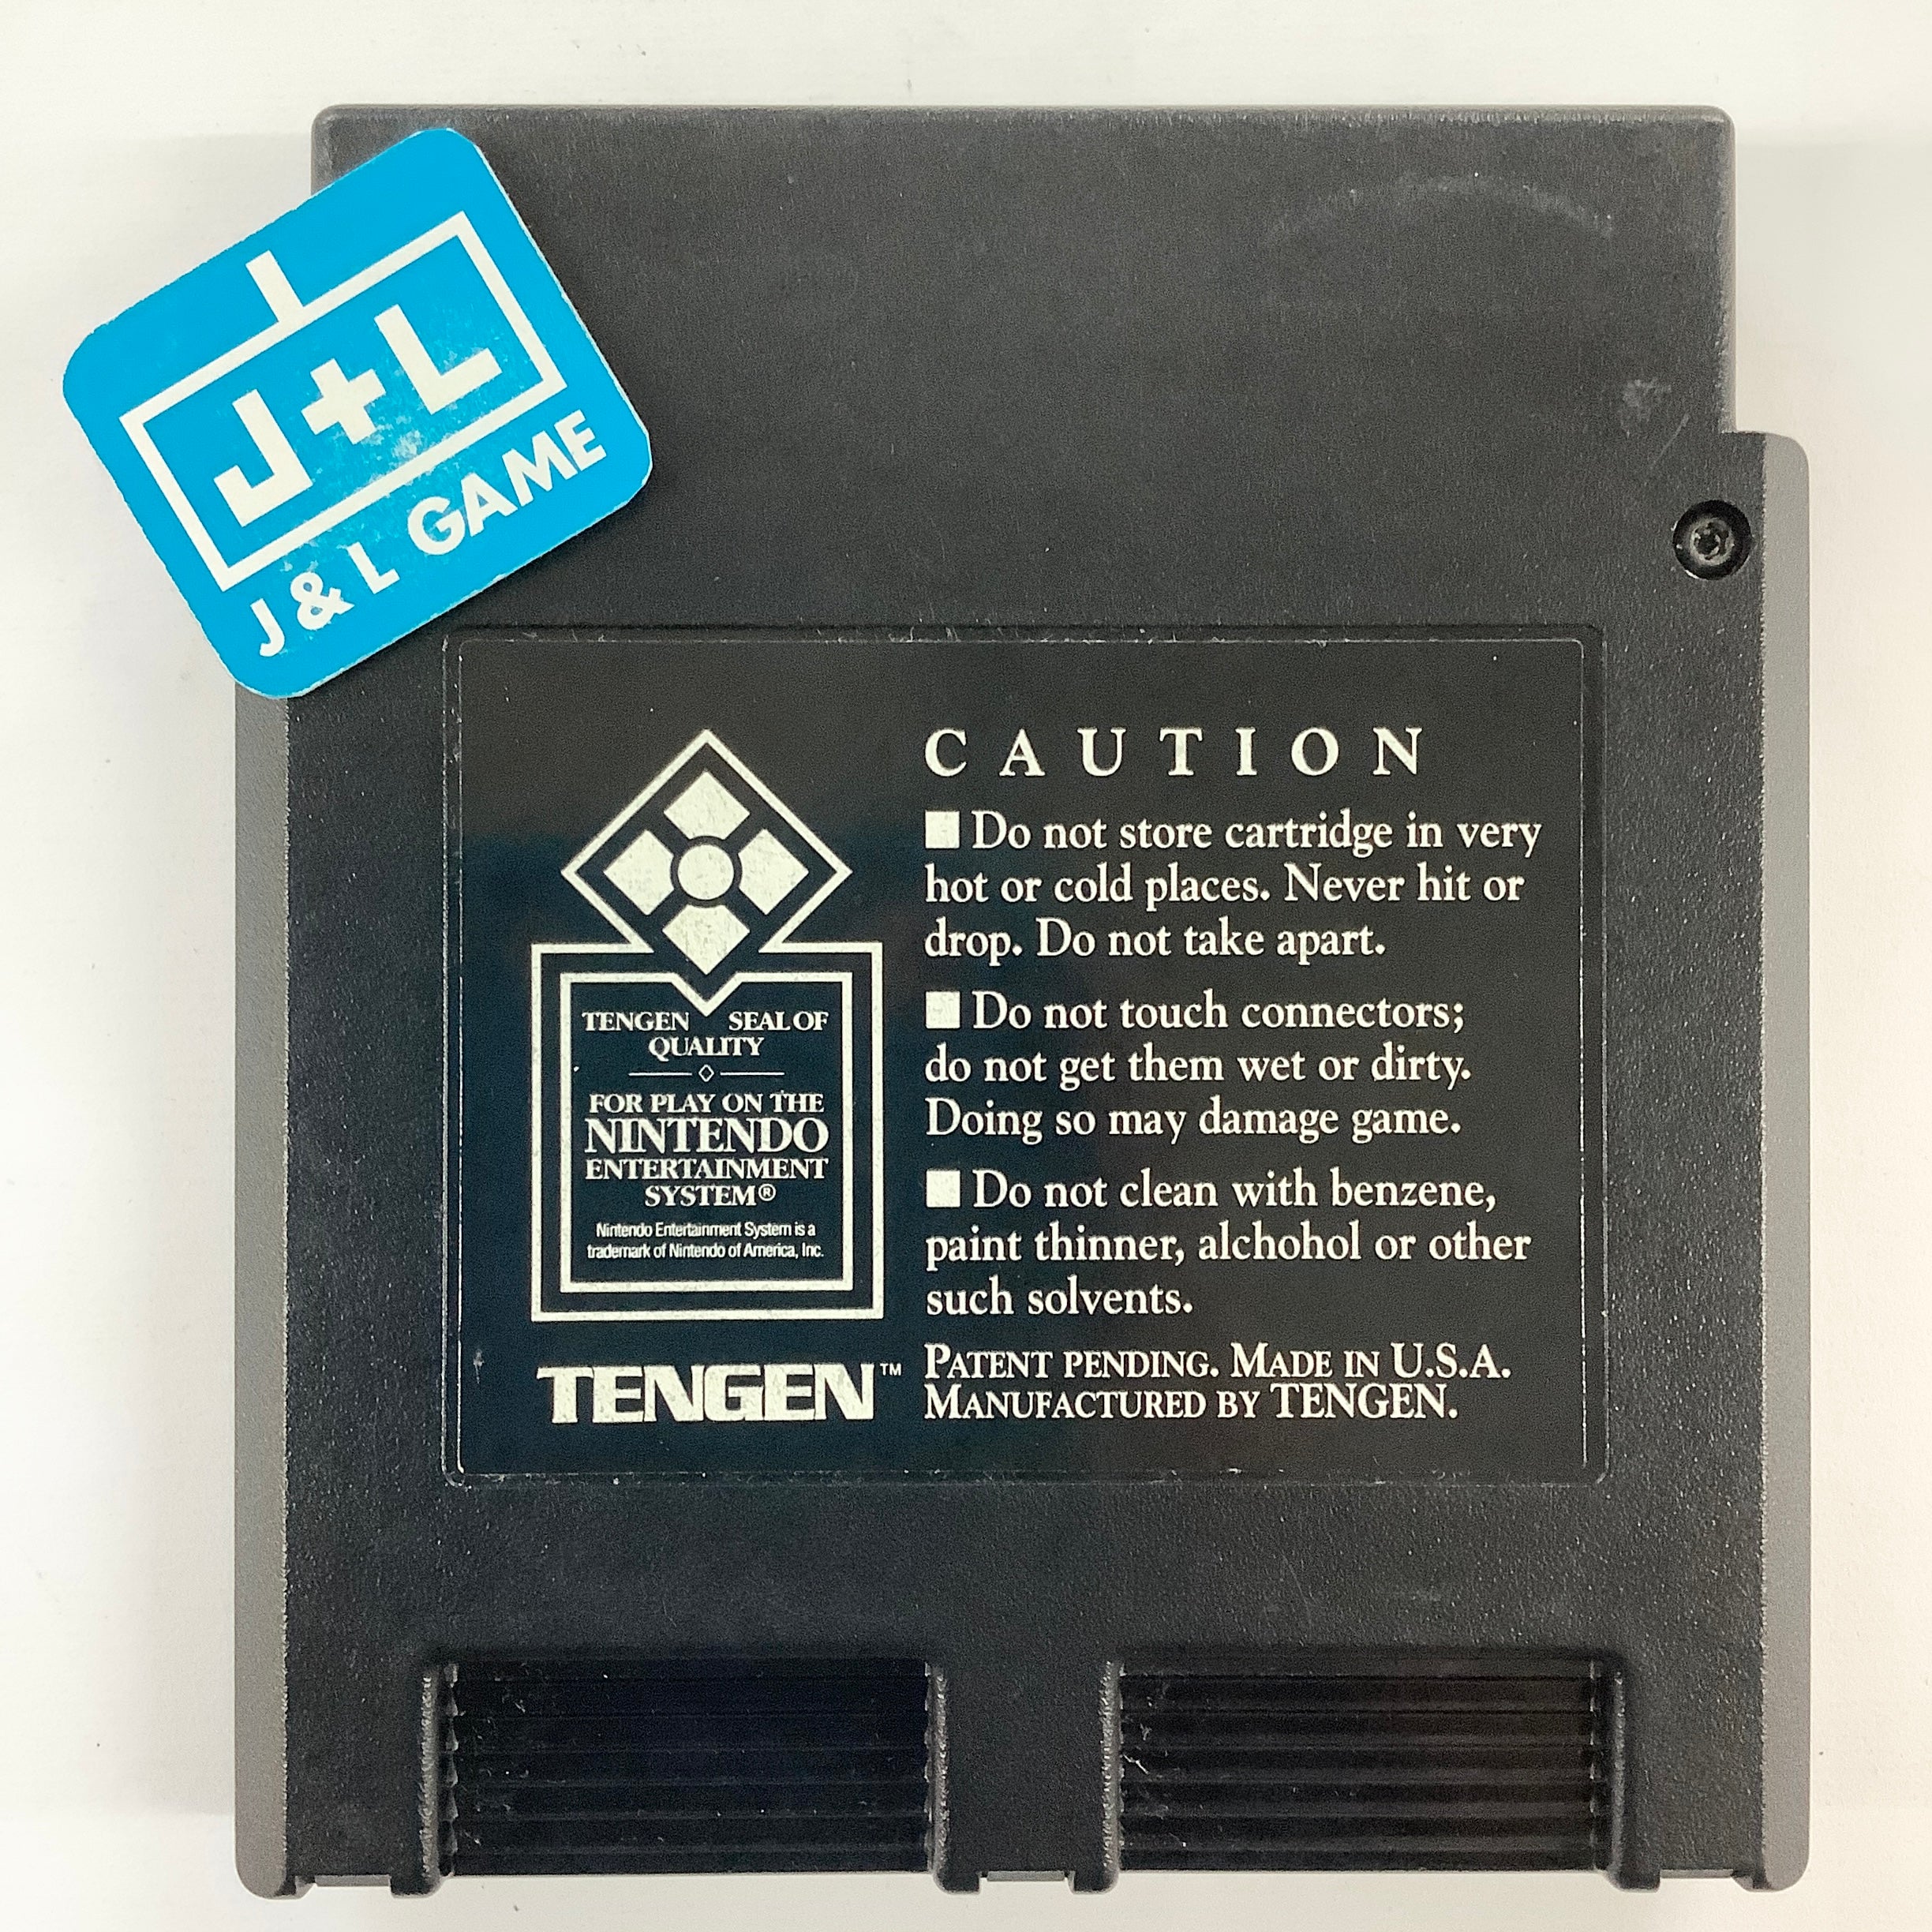 J+L
J & L GAME
CAUTION
■ Do not store cartridge in very
hot or cold places. Never hit or
drop. Do not take apart.
■ Do not touch connectors;
do not get them wet or dirty.
Doing so may damage game.
■ Do not clean with benzene,
paint thinner, alchohol or other
such solvents.
PATENT PENDING. MADE IN U.S.A.
MANUFACTURED BY TENGEN.
TENGEN SEAL OF
QUALITY
FOR PLAY ON THE
NINTENDO
ENTERTAINMENT
SYSTEM®
Nintendo Entertainment System is a
trademark of Nintendo of America, Inc.
TENGEN™